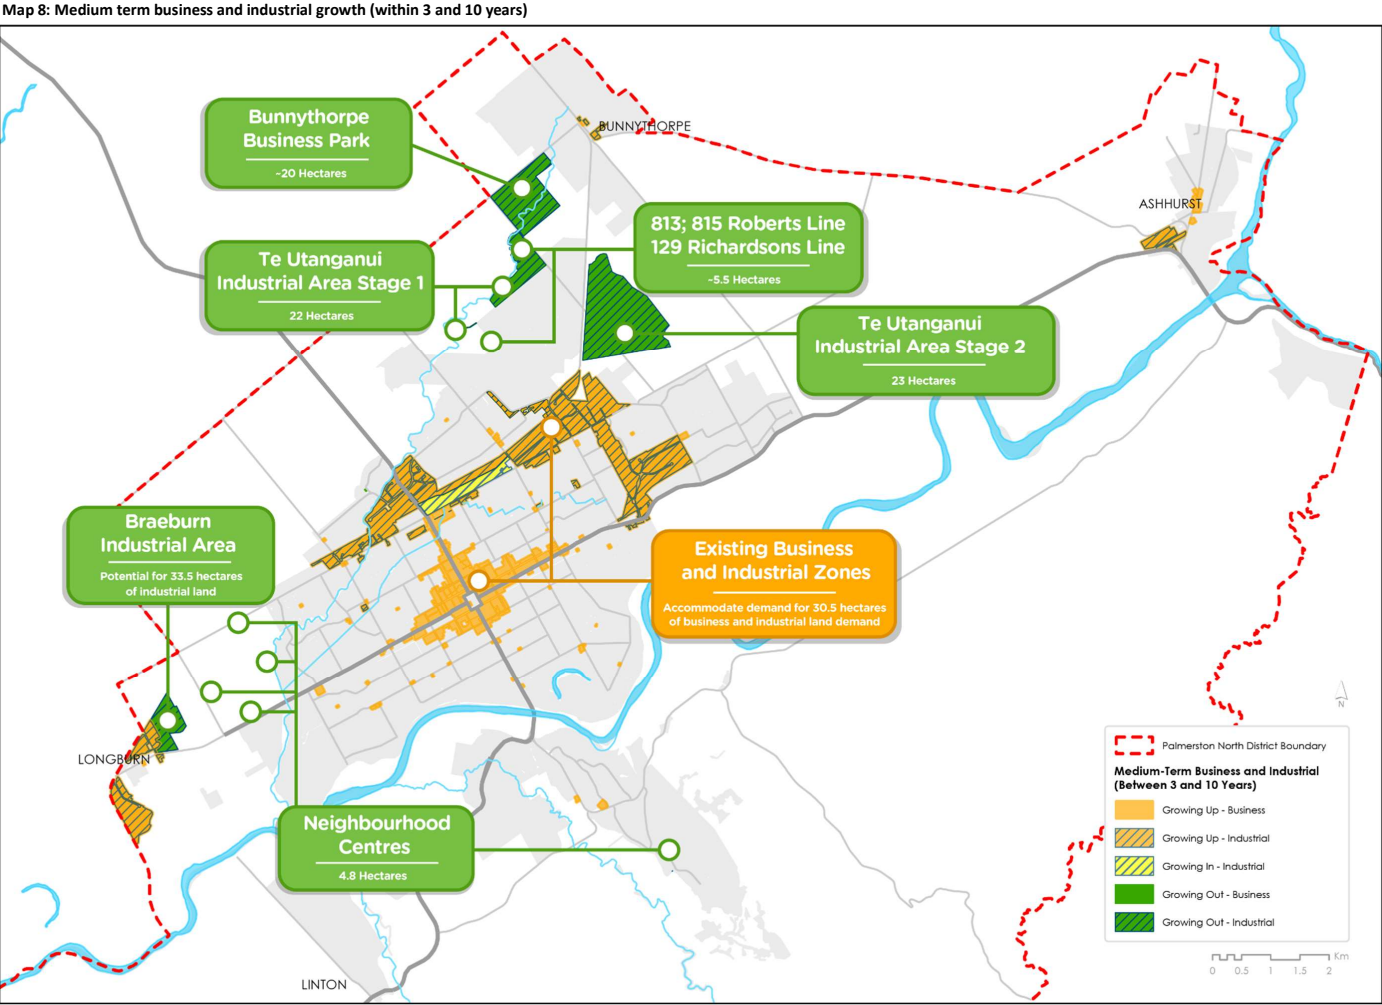 Map 8: Medium term business and industrial growth (within 3 and 10 years)
Bunnythorpe
Business Park
~20 Hectares
BUNNYTHORPE
ASHHURST
813; 815 Roberts Line
129 Richardsons Line
~5.5 Hectares
Te Utanganui
Industrial Area Stage 1
22 Hectares
Te Utanganui
Industrial Area Stage 2
23 Hectares
Braeburn
Industrial Area
Potential for 33.5 hectares
of industrial land
Existing Business
and Industrial Zones
Accommodate demand for 30.5 hectares
of business and industrial land demand
LONGBURN
Neighbourhood
Centres
4.8 Hectares
LINTON
N
Palmerston North District Boundary
Medium-Term Business and Industrial
(Between 3 and 10 Years)
Growing Up - Business
Growing Up - Industrial
Growing In - Industrial
Growing Out - Business
Growing Out - Industrial
Km
0 0.5 1 1.5 2